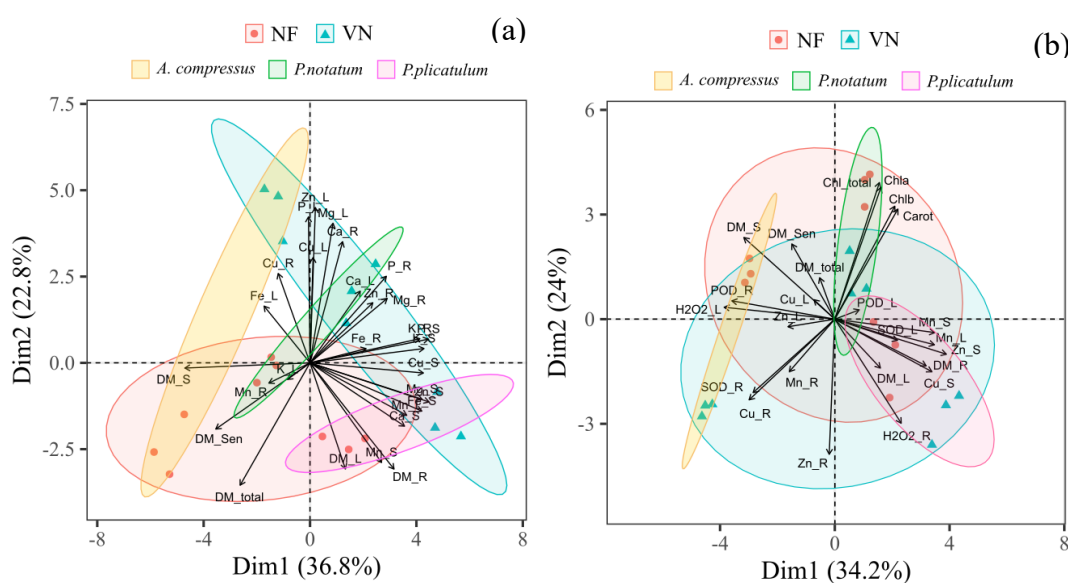 (a)
NF VN
A. compressus P.notatum P.plicatulum
7.5
5.0
2.5
0.0
-2.5
Dim2 (22.8%)
Zn_L
P_L
Mg_L
Ca_R
Cu_L
Cu_R
P_R
Ca_L
Zn_R
Mg_R
Fe_L
Fe_R
K_L
DM_S
Mn_R
Cu_S
Fe_S
Ca_S
DM_Sen
DM_L
Mn_S
DM_R
DM_total
-8 -4 0 4 8
Dim1 (36.8%)
(b)
NF VN
A. compressus P.notatum P.plicatulum
6
3
0
-3
Dim2 (24%)
Chl_total
Chla
Chlb
Carot
DM_S
DM_Sen
DM_total
POD_R
H2O2_L
Cu_L
Zn_L
POD_L
SOD_L
Mn_S
Mn_L
Zn_S
DM_R
DM_L
Cu_S
Mn_R
SOD_R
Cu_R
H2O2_R
Zn_R
-4 0 4 8
Dim1 (34.2%)